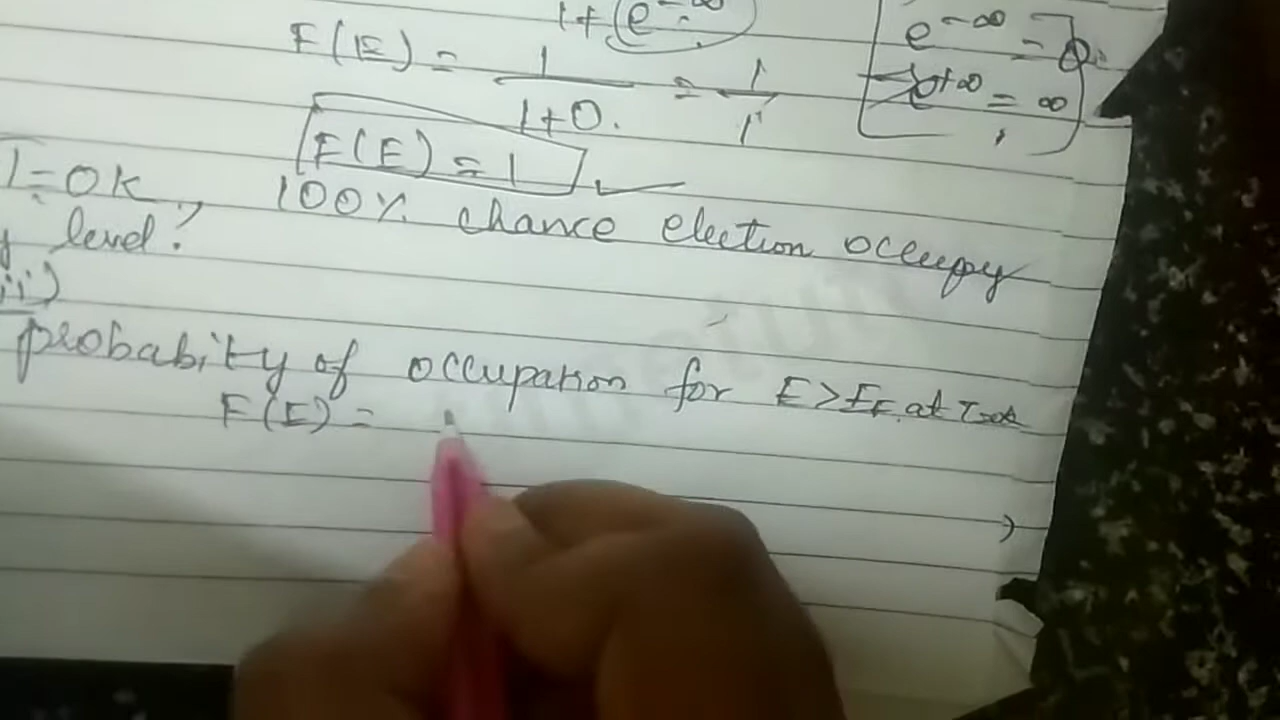 1+e^-∞
F(E) = 1/1+0. = 1/1
e^-∞ = 0.
e^+∞ = ∞
F(E) = 1
T=0K, 100% chance election occupy
level?
ii)
probabity of occupation for E>E_F at T=0K
F(E) =